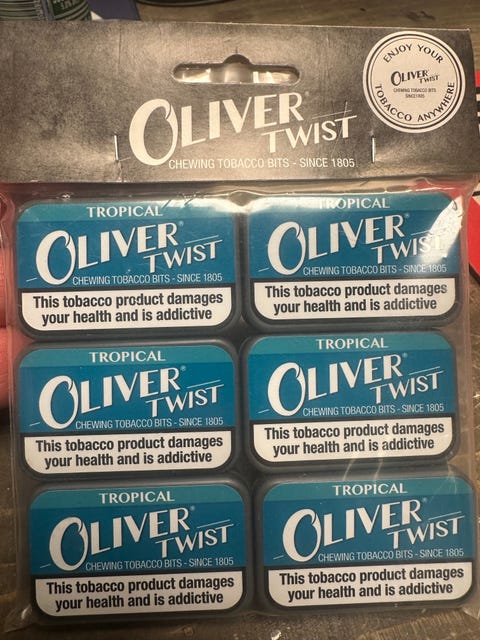 OLIVER
TWIST
CHEWING TOBACCO BITS - SINCE 1805
ENJOY YOUR
OLIVER
TWIST
CHEWING TOBACCO BITS
SINCE 1805
TOBACCO ANYWHERE
TROPICAL
OLIVER®
TWIST
CHEWING TOBACCO BITS - SINCE 1805
This tobacco product damages
your health and is addictive
TROPICAL
OLIVER®
TWIST
CHEWING TOBACCO BITS - SINCE 1805
This tobacco product damages
your health and is addictive
TROPICAL
OLIVER®
TWIST
CHEWING TOBACCO BITS - SINCE 1805
This tobacco product damages
your health and is addictive
TROPICAL
OLIVER®
TWIST
CHEWING TOBACCO BITS - SINCE 1805
This tobacco product damages
your health and is addictive
TROPICAL
OLIVER®
TWIST
CHEWING TOBACCO BITS - SINCE 1805
This tobacco product damages
your health and is addictive
TROPICAL
OLIVER®
TWIST
CHEWING TOBACCO BITS - SINCE 1805
This tobacco product damages
your health and is addictive